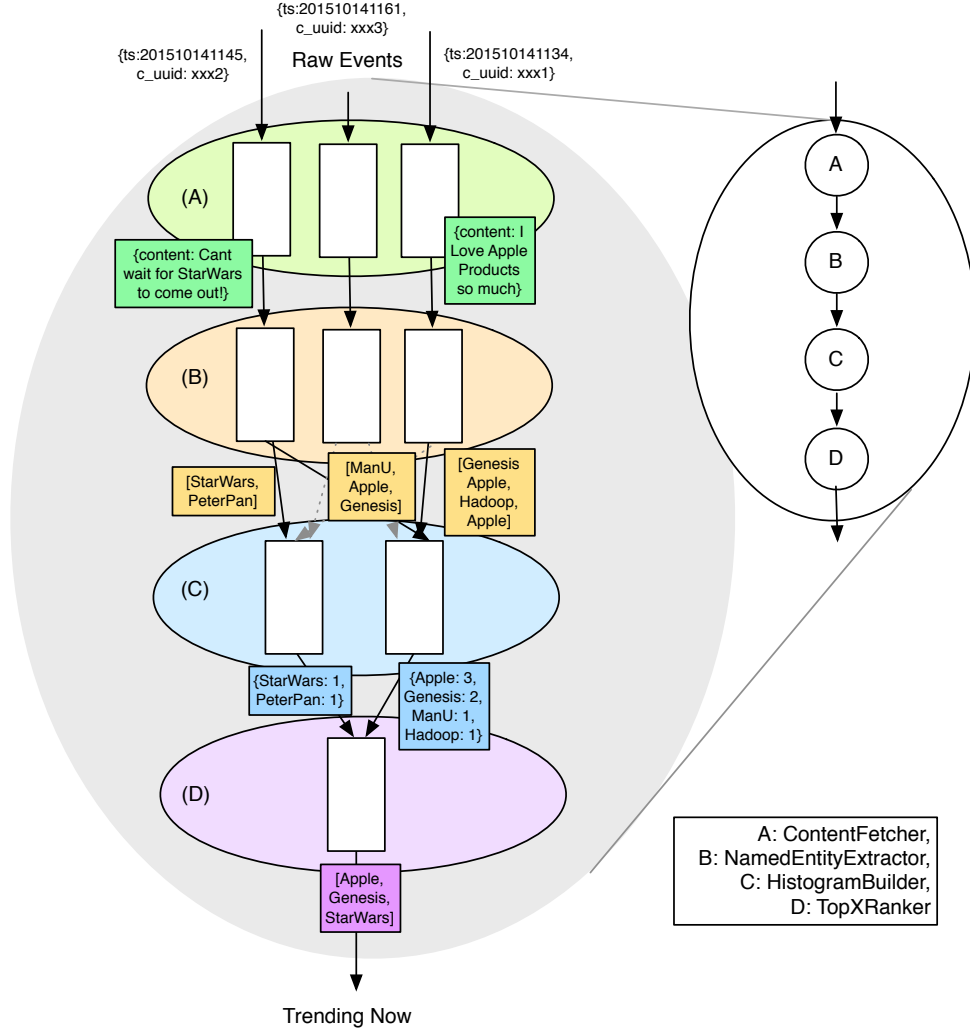 {ts:201510141161,
c_uuid: xxx3}
{ts:201510141145,
c_uuid: xxx2}
Raw Events
{ts:201510141134,
c_uuid: xxx1}
(A)
{content: Cant
wait for StarWars
to come out!}
{content: I
Love Apple
Products
so much}
(B)
[StarWars,
PeterPan]
[ManU,
Apple,
Genesis]
[Genesis
Apple,
Hadoop,
Apple]
(C)
{StarWars: 1,
PeterPan: 1}
{Apple: 3,
Genesis: 2,
ManU: 1,
Hadoop: 1}
(D)
[Apple,
Genesis,
StarWars]
Trending Now
A
B
C
D
A: ContentFetcher,
B: NamedEntityExtractor,
C: HistogramBuilder,
D: TopXRanker